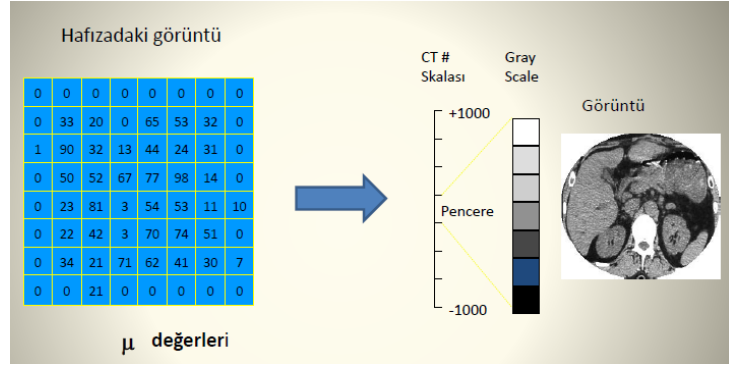 Hafızadaki görüntü
0 0 0 0 0 0 0 0
0 33 20 0 65 53 32 0
1 90 32 13 44 24 31 0
0 50 52 67 77 98 14 0
0 23 81 3 54 53 11 10
0 22 42 3 70 74 51 0
0 34 21 71 62 41 30 7
0 0 21 0 0 0 0 0
μ değerleri
CT #
Skalası
Gray
Scale
+1000
Pencere
-1000
Görüntü